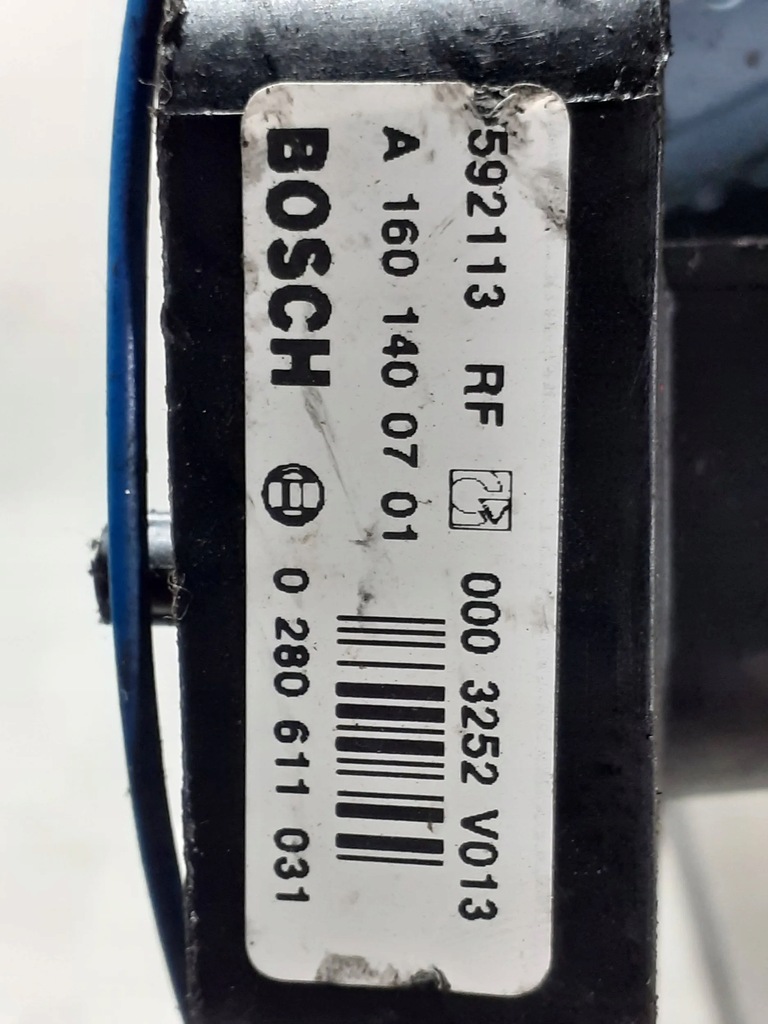 592113 RF 000 3252 V013
A 160 140 07 01
BOSCH 0 280 611 031